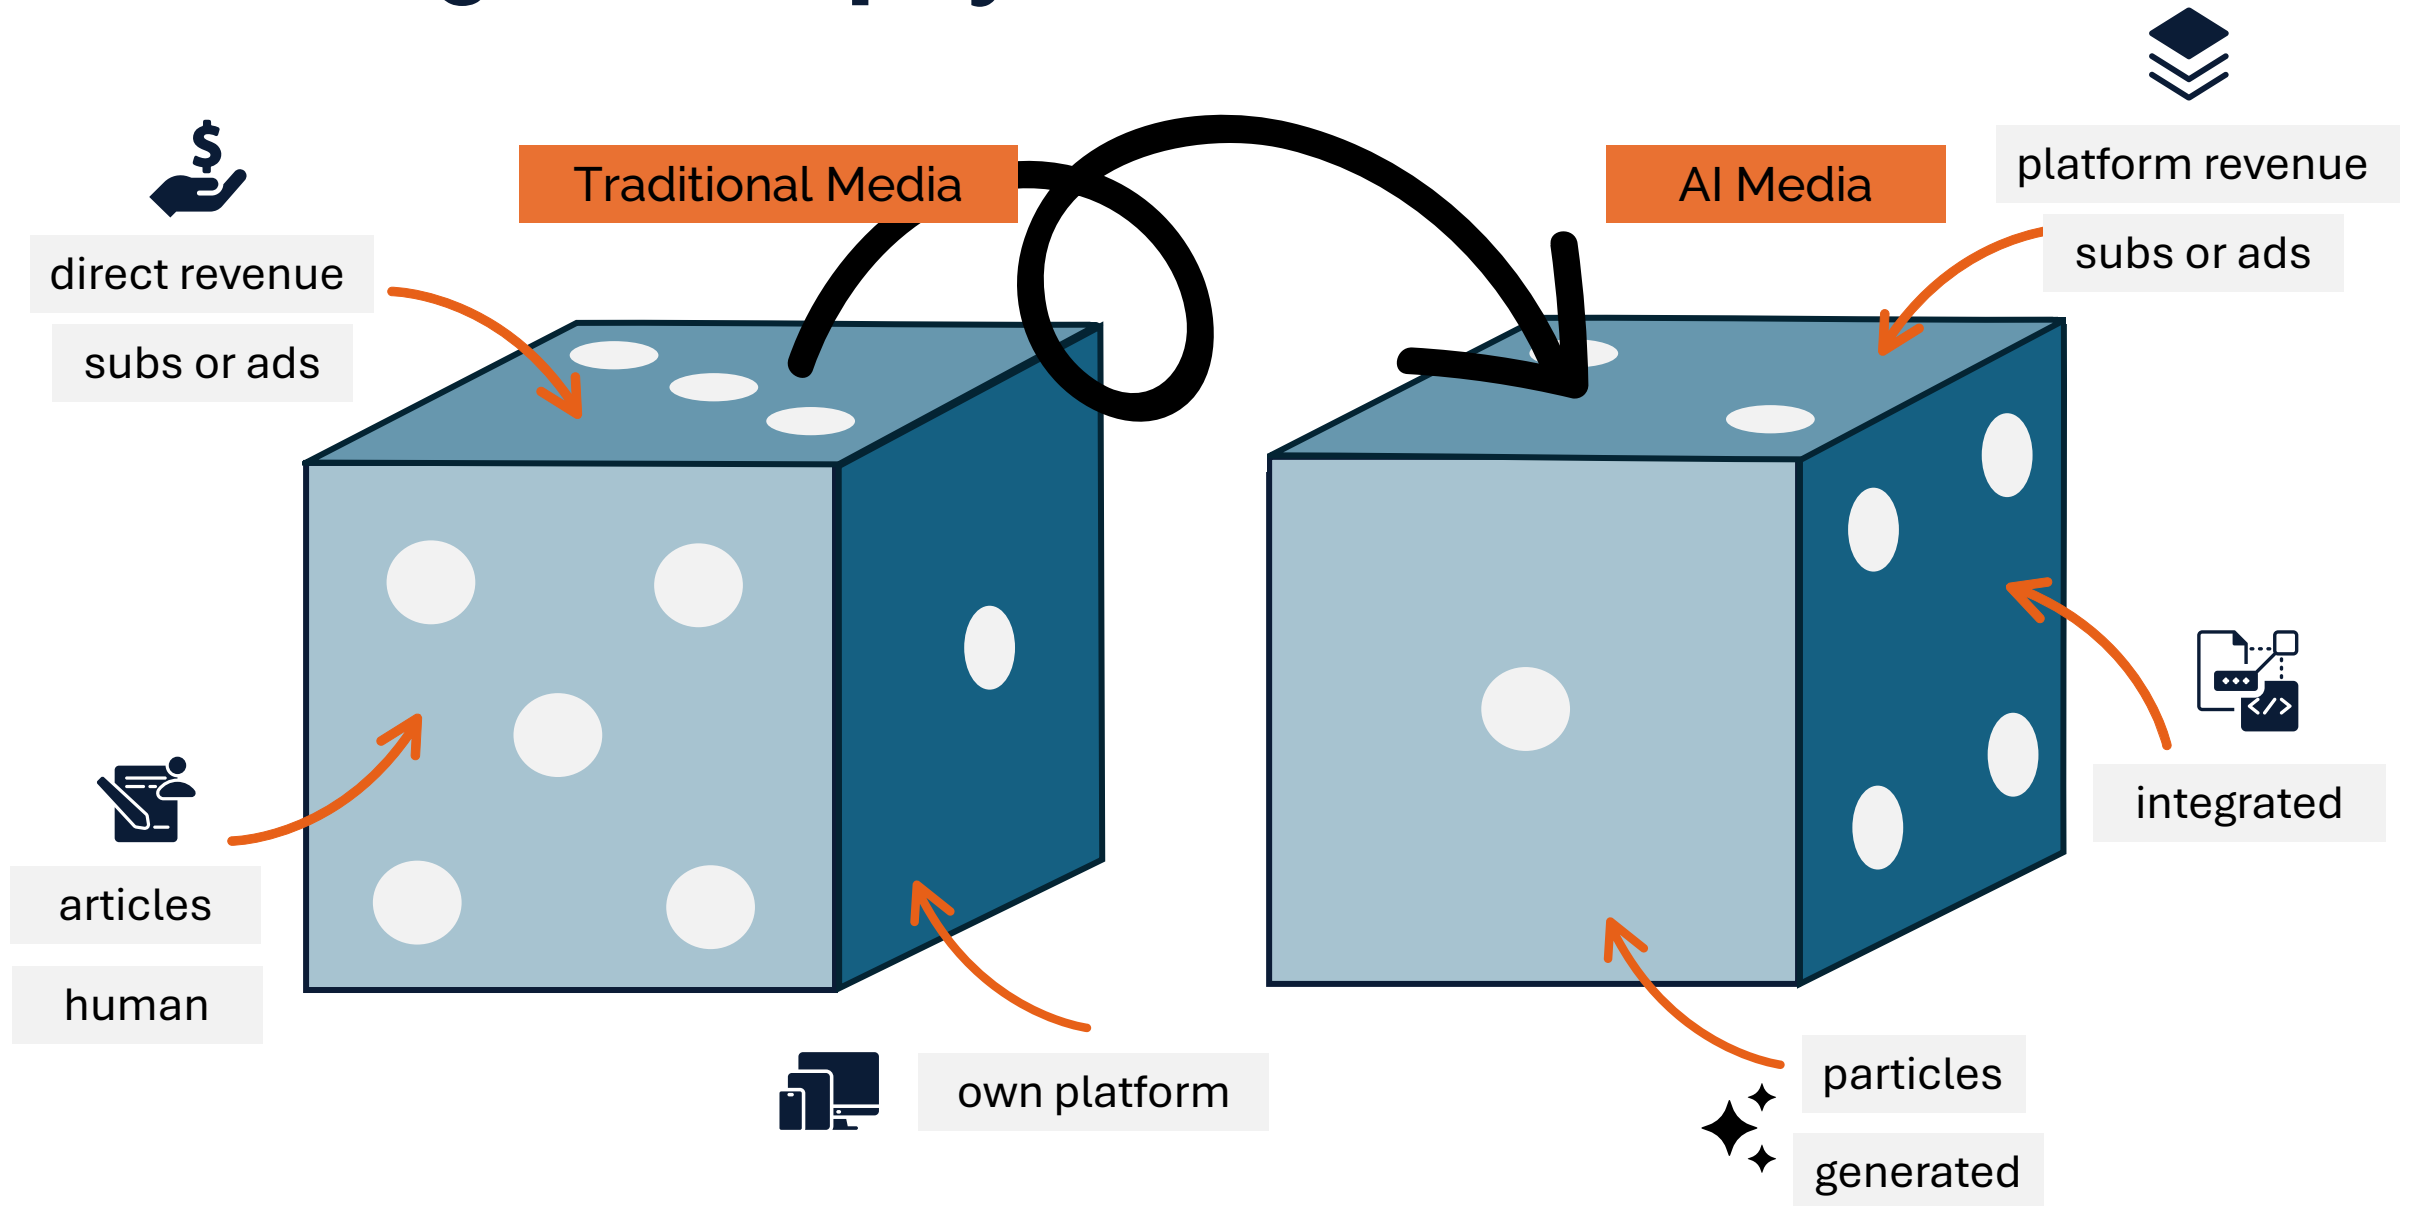 Traditional Media
AI Media
platform revenue
subs or ads
direct revenue
subs or ads
integrated
articles
human
own platform
particles
generated